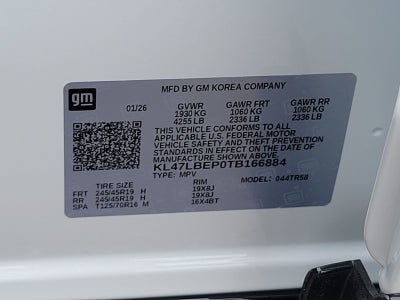 gm
MFD BY GM KOREA COMPANY
01/26 GVWR GAWR FRT GAWR RR
1930 KG 1060 KG 1060 KG
4255 LB 2336 LB 2336 LB
THIS VEHICLE CONFORMS TO ALL
APPLICABLE U.S. FEDERAL MOTOR
VEHICLE SAFETY AND THEFT PREVENTION
STANDARDS IN EFFECT ON THE DATE OF
MANUFACTURE SHOWN ABOVE.
KL47LBEP0TB166884
TYPE: MPV MODEL: 044TR58
TIRE SIZE RIM
FRT 245/45R19 H 19X8J
RR 245/45R19 H 19X8J
SPA T125/70R16 M 16X4BT